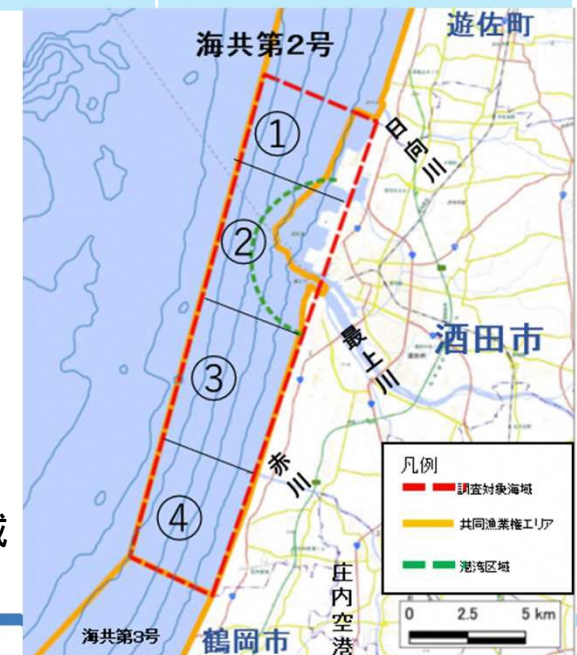 海共第2号
遊佐町
①
日向川
②
酒田市
最上川
③
赤川
④
域
凡例
調査対象海域
共同漁業権エリア
港湾区域
庄内空港
0 2.5 5 km
海共第3号
鶴岡市